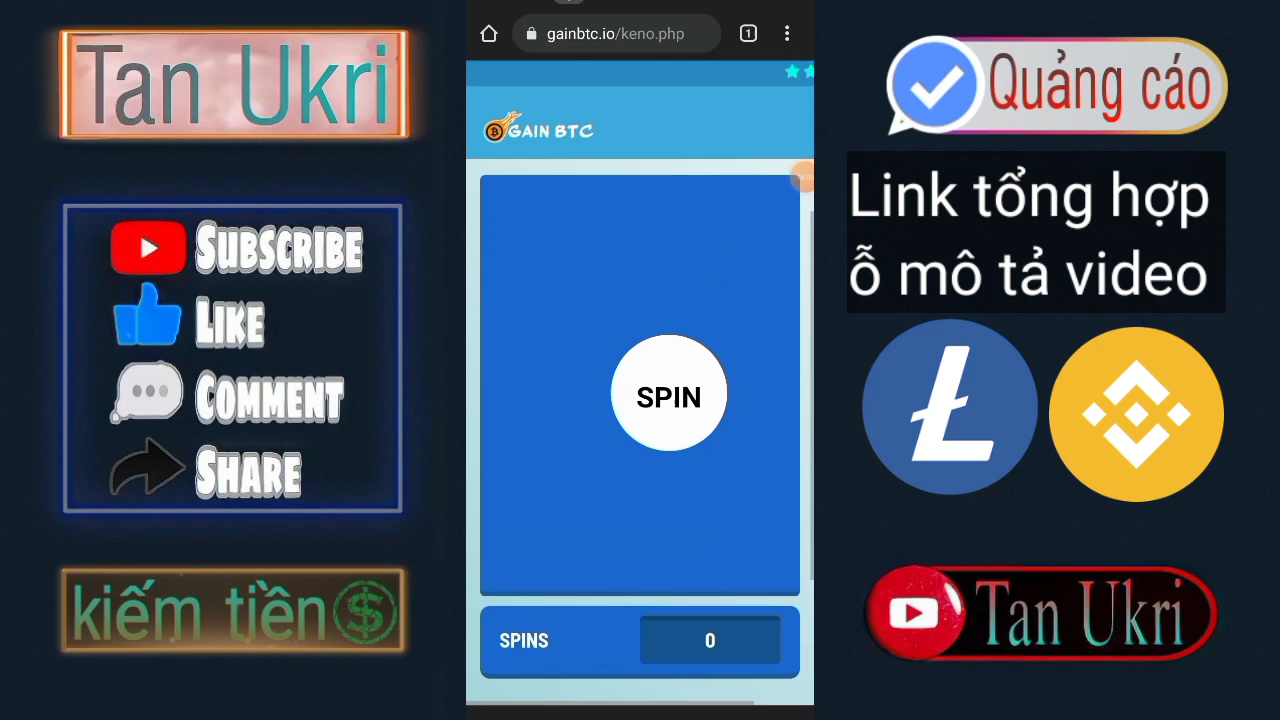 Tan Ukri
SUBSCRIBE
LIKE
COMMENT
SHARE
kiếm tiền
gainbtc.io/keno.php
1
GAIN BTC
SPIN
SPINS
0
Quảng cáo
Link tổng hợp
ỗ mô tả video
Tan Ukri